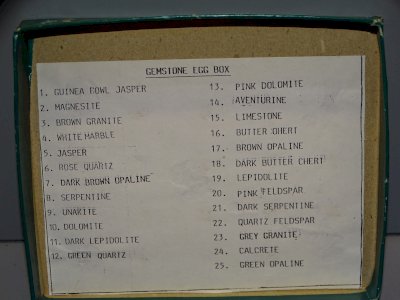 GEMSTONE EGG BOX
1. GUINEA BOWL JASPER
2. MAGNESITE
3. BROWN GRANITE
4. WHITE MARBLE
5. JASPER
6. ROSE QUARTZ
7. DARK BROWN OPALINE
8. SERPENTINE
9. UNAKITE
10. DOLOMITE
11. DARK LEPIDOLITE
12. GREEN QUARTZ
13. PINK DOLOMITE
14. AVENTURINE
15. LIMESTONE
16. BUTTER CHERT
17. BROWN OPALINE
18. DARK BUTTER CHERT
19. LEPIDOLITE
20. PINK FELDSPAR
21. DARK SERPENTINE
22. QUARTZ FELDSPAR
23. GREY GRANITE
24. CALCRETE
25. GREEN OPALINE